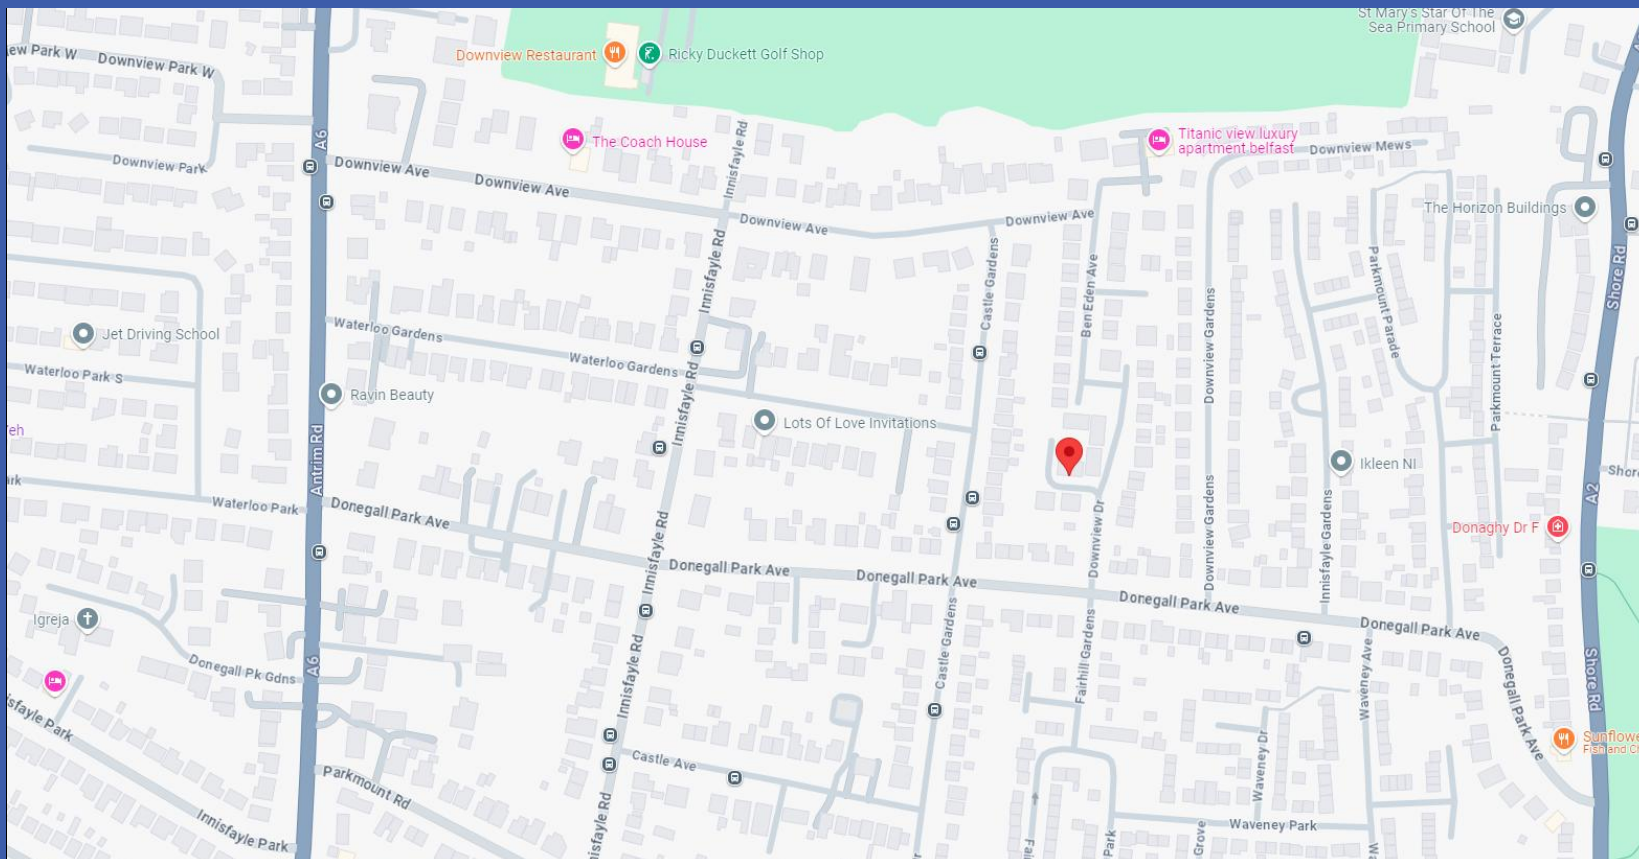 St Mary's Star Of The
Sea Primary School
Park W
Downview Park W
A6
Downview Restaurant
Ricky Duckett Golf Shop
The Coach House
Innisfayle Rd
Titanic view luxury
apartment belfast
Downview Mews
Downview Park
Downview Ave
Downview Ave
Downview Ave
Downview Ave
The Horizon Buildings
Innisfayle Rd
Castle Gardens
Ben Eden Ave
Downview Gardens
Parkmount Parade
Parkmount Terrace
Shore Rd
Jet Driving School
Waterloo Gardens
Waterloo Gardens
Waterloo Park S
Ravin Beauty
Innisfayle Rd
Lots Of Love Invitations
Antrim Rd
Ikleen NI
A2
Waterloo Park
Donegall Park Ave
Innisfayle Rd
Downview Dr
Downview Gardens
Innisfayle Gardens
Donaghy Dr F
Donegall Park Ave
Donegall Park Ave
Donegall Park Ave
Donegall Park Ave
Igreja
Donegall Pk Gdns
A6
Innisfayle Rd
Castle Gardens
Fairhill Gardens
Waveney Ave
Donegall Park Ave
Shore Rd
Park
Waveney Dr
Castle Ave
Parkmount Rd
Innisfayle Park
Waveney Park
Fish and
Park
Grove